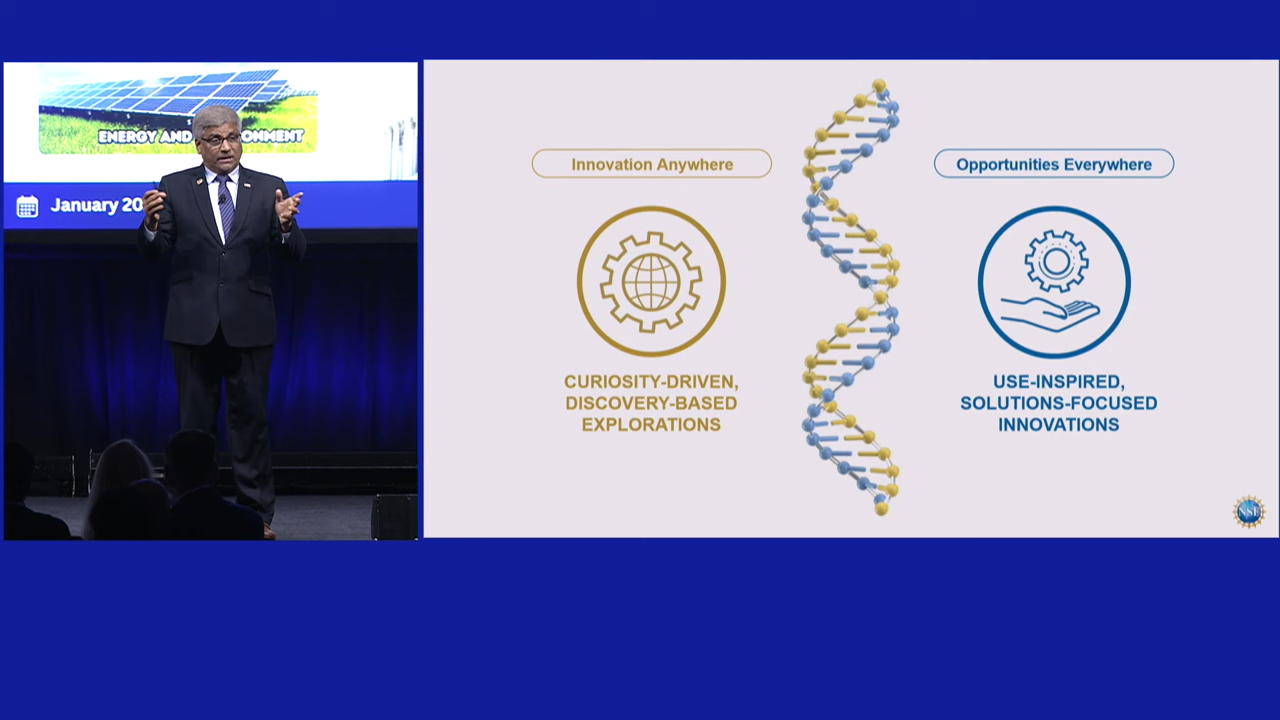 ENERGY AND
January 20
Innovation Anywhere
CURIOSITY-DRIVEN,
DISCOVERY-BASED
EXPLORATIONS
Opportunities Everywhere
USE-INSPIRED,
SOLUTIONS-FOCUSED
INNOVATIONS
NSF